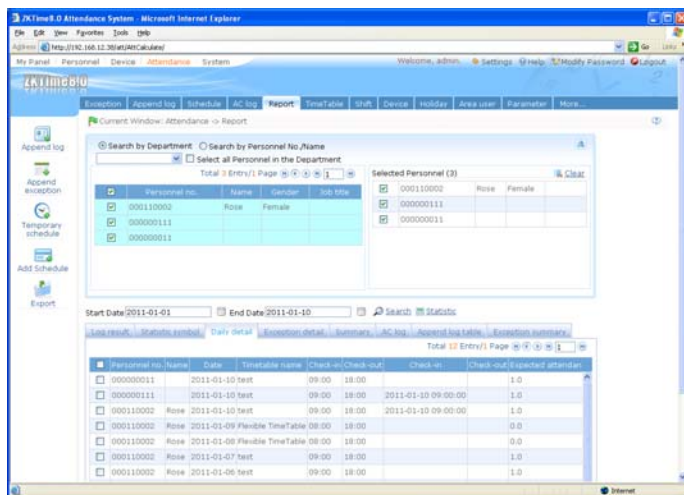 ZKTime8.0 Attendance System - Microsoft Internet Explorer
File Edit View Favorites Tools Help
Address http://192.168.12.38/att/AttCalculate/ Go Links
My Panel Personnel Device Attendance System Welcome, admin. Settings Help Modify Password Logout
ZKTime8.0
Exception Append log Schedule AC log Report TimeTable Shift Device Holiday Area user Parameter More...
Current Window: Attendance -> Report
Append log
Append exception
Temporary schedule
Add Schedule
Export
Search by Department Search by Personnel No./Name
Select all Personnel in the Department
Total 3 Entry/1 Page 1
Personnel no. Name Gender Job title
000110002 Rose Female
000000111
000000011
Selected Personnel (3) Clear
000110002 Rose Female
000000111
000000011
Start Date 2011-01-01 End Date 2011-01-10 Search Statistic
Log result Statistic symbol Daily detail Exception detail Summary AC log Append log table Exception summary
Total 12 Entry/1 Page 1
Personnel no. Name Date Timetable name Check-in Check-out Check-in Check-out Expected attendan
000000011 2011-01-10 test 09:00 18:00 1.0
000000111 2011-01-10 test 09:00 18:00 2011-01-10 09:00:00 1.0
000110002 Rose 2011-01-10 test 09:00 18:00 2011-01-10 09:00:00 1.0
000110002 Rose 2011-01-09 Flexible TimeTable 08:00 18:00 0.0
000110002 Rose 2011-01-08 Flexible TimeTable 08:00 18:00 0.0
000110002 Rose 2011-01-07 test 09:00 18:00 1.0
000110002 Rose 2011-01-06 test 09:00 18:00 1.0
Internet